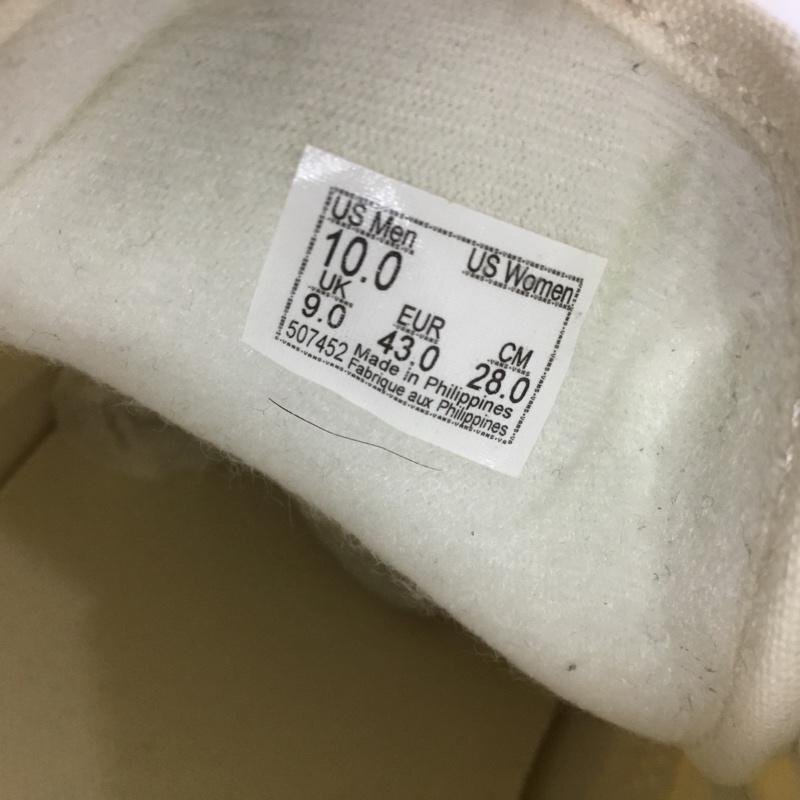 US Men US Women
10.0
UK EUR CM
9.0 43.0 28.0
507452 Made in Philippines
Fabrique aux Philippines